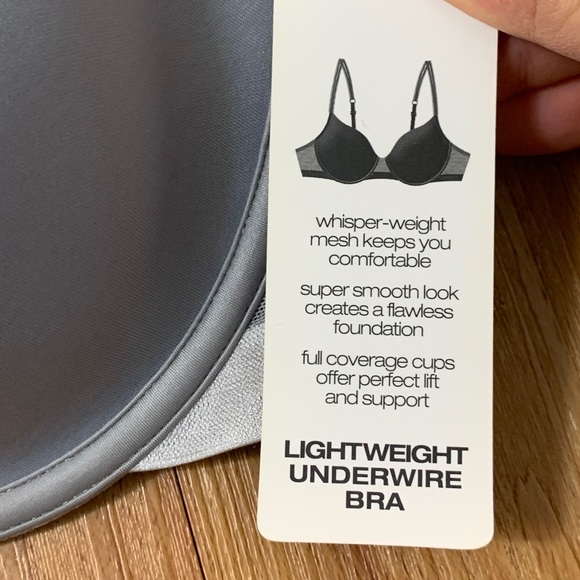 whisper-weight
mesh keeps you
comfortable
super smooth look
creates a flawless
foundation
full coverage cups
offer perfect lift
and support
LIGHTWEIGHT
UNDERWIRE
BRA